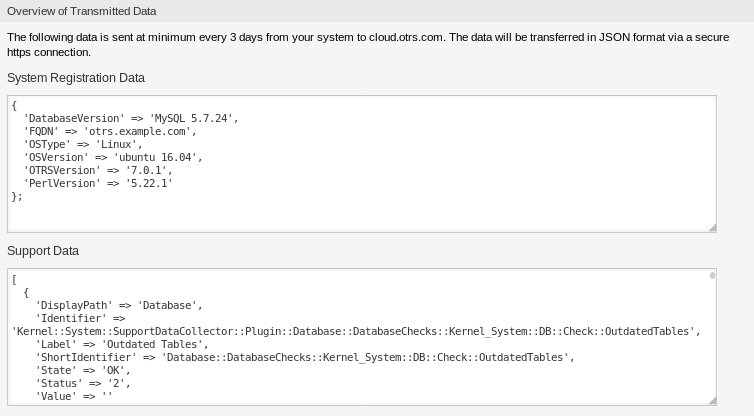 Overview of Transmitted Data
The following data is sent at minimum every 3 days from your system to cloud.otrs.com. The data will be transferred in JSON format via a secure
https connection.
System Registration Data
{
  'DatabaseVersion' => 'MySQL 5.7.24',
  'FQDN' => 'otrs.example.com',
  'OSType' => 'Linux',
  'OSVersion' => 'ubuntu 16.04',
  'OTRSVersion' => '7.0.1',
  'PerlVersion' => '5.22.1'
};
Support Data
[
  {
    'DisplayPath' => 'Database',
    'Identifier' =>
'Kernel::System::SupportDataCollector::Plugin::Database::DatabaseChecks::Kernel_System::DB::Check::OutdatedTables',
    'Label' => 'Outdated Tables',
    'ShortIdentifier' => 'Database::DatabaseChecks::Kernel_System::DB::Check::OutdatedTables',
    'State' => 'OK',
    'Status' => '2',
    'Value' => ''